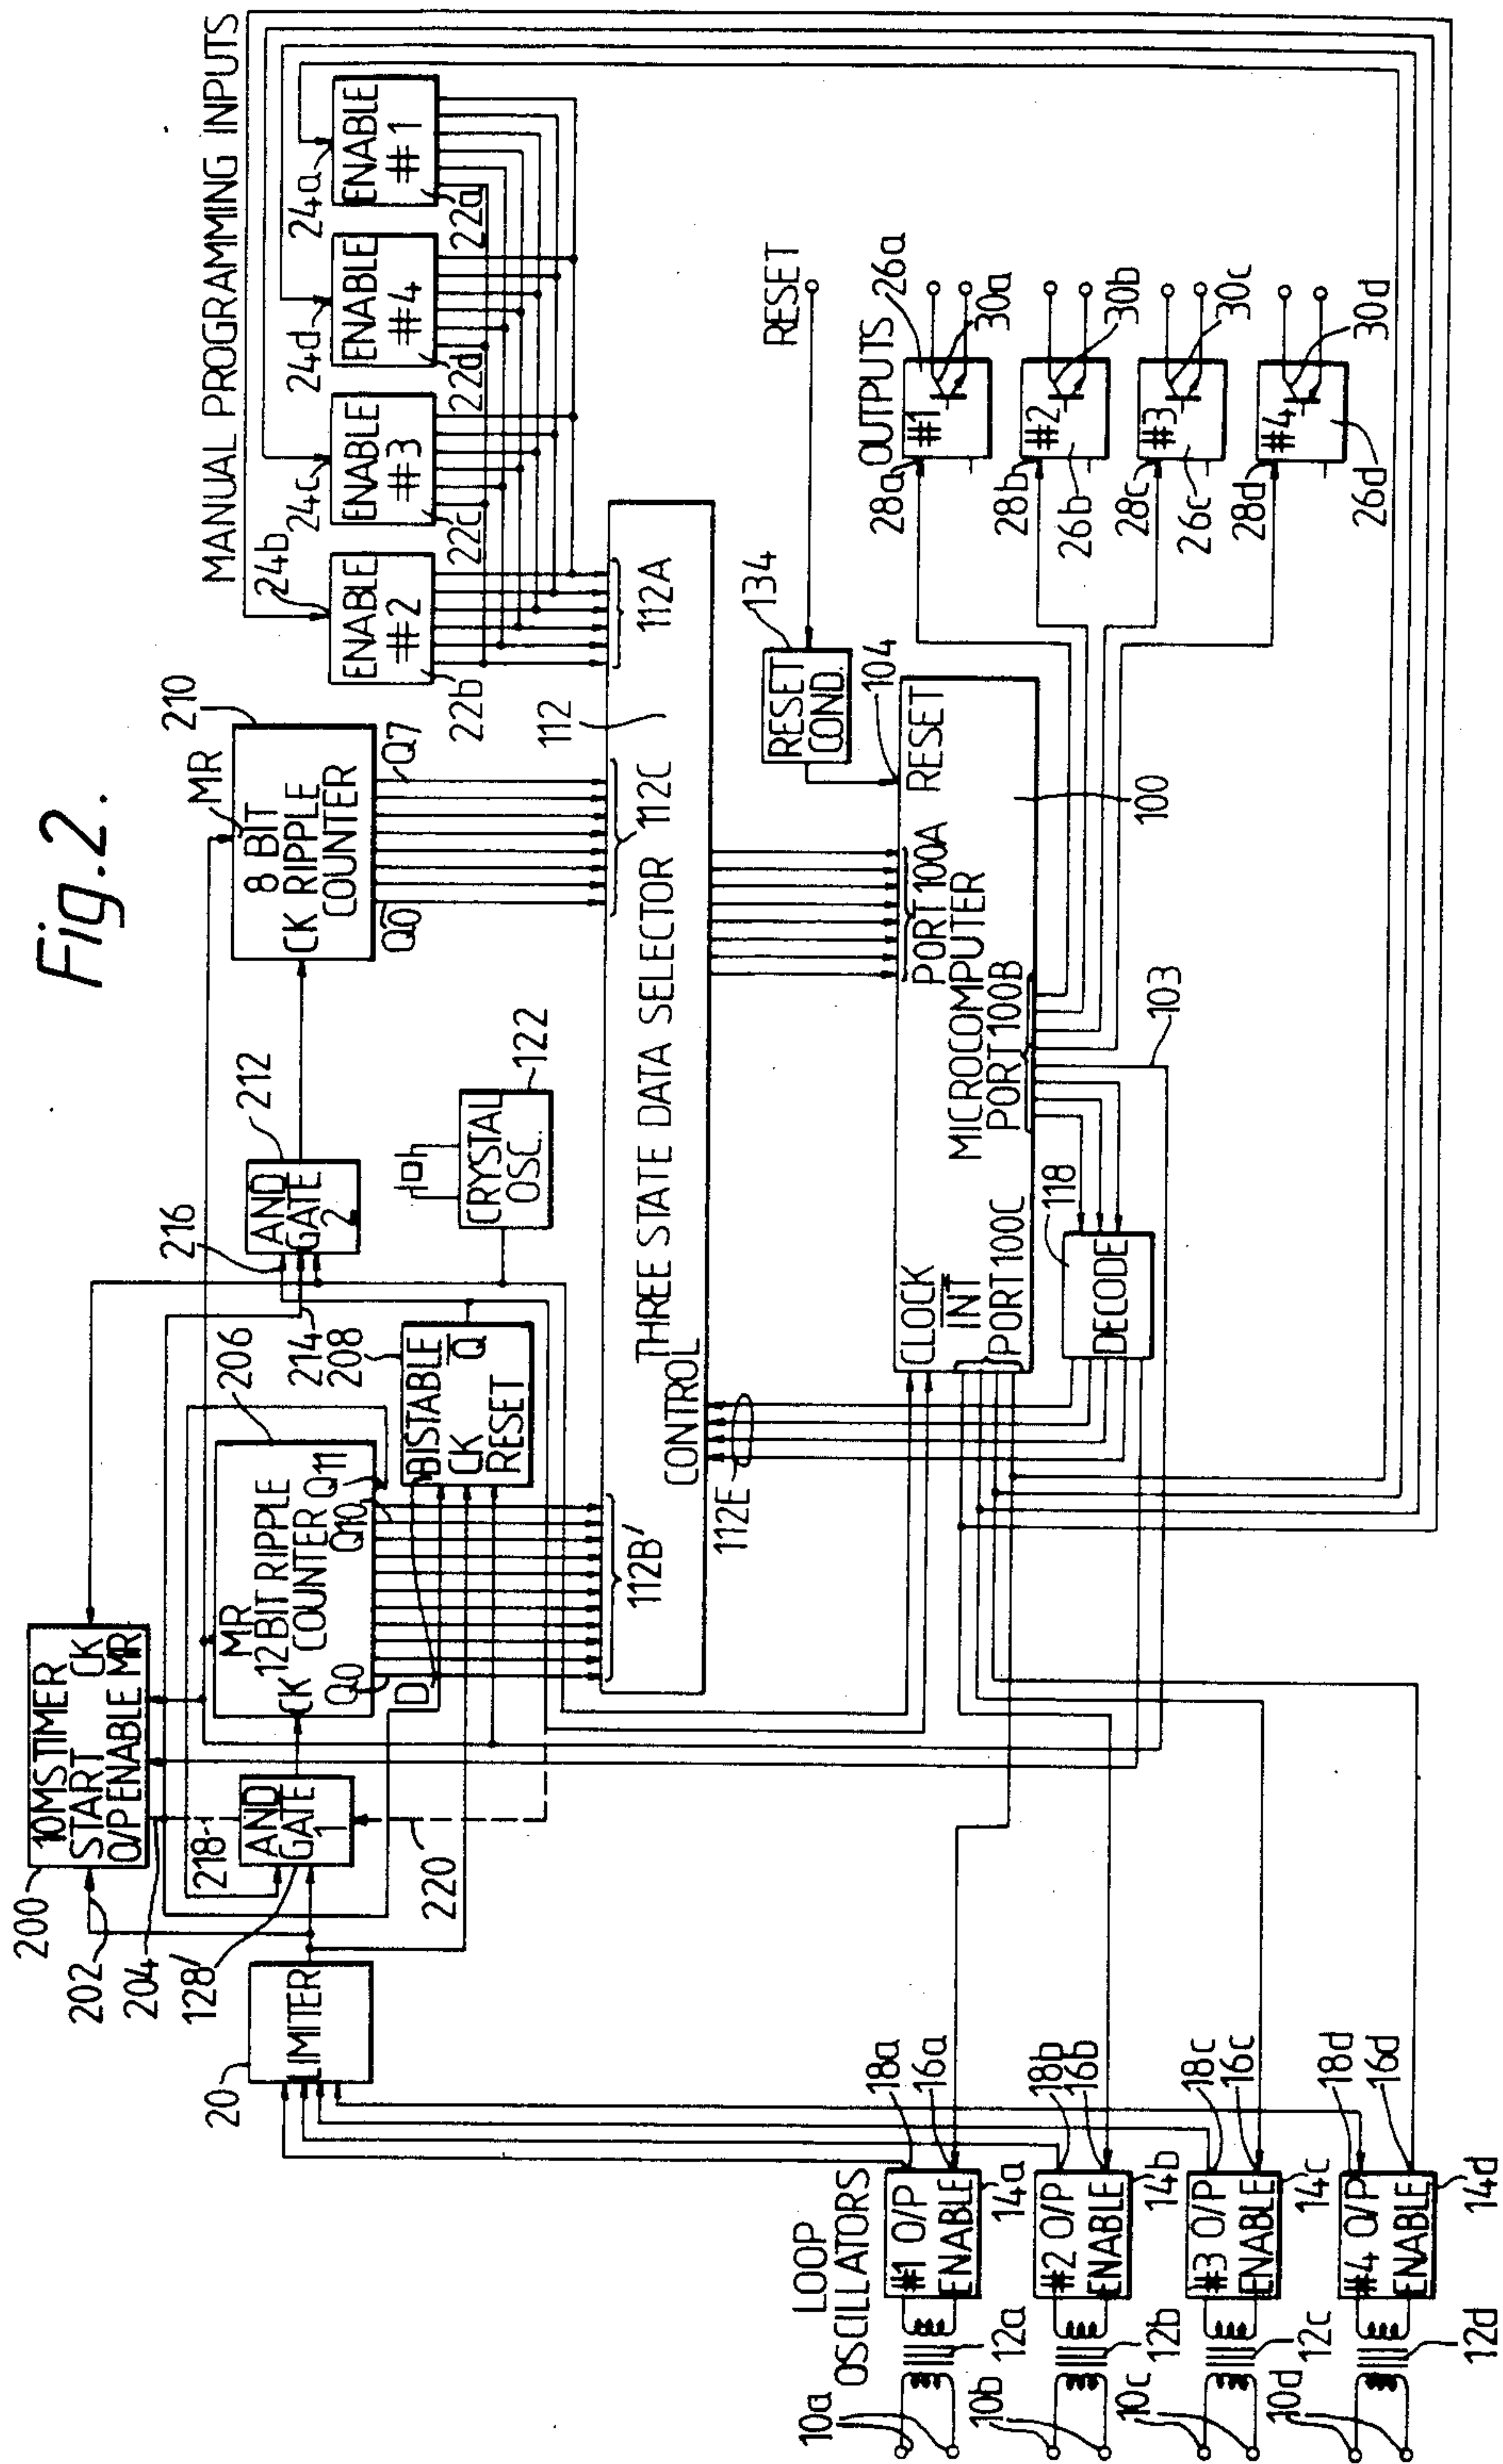 Fig. 2.
MANUAL PROGRAMMING INPUTS
200
10MS TIMER
START CK
O/P ENABLE MR
202
204
218
128'
AND
GATE
1
220
20
LIMITER
206
MR
12 BIT RIPPLE
CK COUNTER
Q0
Q10
Q11
208
BISTABLE
D
CK Q̅
RESET
214
216
212
AND
GATE
2
122
CRYSTAL
OSC.
210
MR
8 BIT
CK RIPPLE
COUNTER
Q0
Q7
24b
ENABLE
#2
22b
24c
ENABLE
#3
22c
24d
ENABLE
#4
22d
24a
ENABLE
#1
22a
112B'
112C
112
112A
THREE STATE DATA SELECTOR
CONTROL
112E
RESET
134
RESET
COND.
104
CLOCK
I̅N̅T̅
PORT 100C
PORT 100A
RESET
MICROCOMPUTER
PORT 100B
100
118
DECODE
103
OUTPUTS
26a
28a
#1
30a
28b
#2
30b
26b
28c
#3
30c
26c
28d
#4
30d
26d
LOOP
OSCILLATORS
10a
12a
#1 O/P
ENABLE
18a
16a
14a
10b
12b
#2 O/P
ENABLE
18b
16b
14b
10c
12c
#3 O/P
ENABLE
18c
16c
14c
10d
12d
#4 O/P
ENABLE
18d
16d
14d